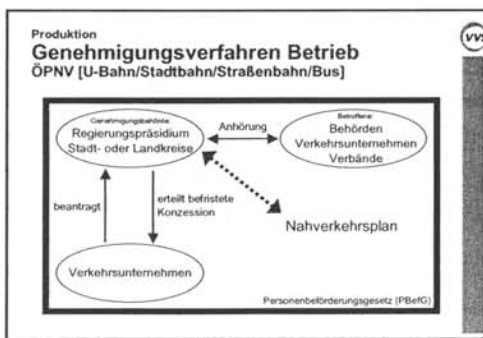 Produktion
Genehmigungsverfahren Betrieb
ÖPNV [U-Bahn/Stadtbahn/Straßenbahn/Bus]
VVS
Genehmigungsbehörde:
Regierungspräsidium
Stadt- oder Landkreise
Anhörung
Betroffene:
Behörden
Verkehrsunternehmen
Verbände
beantragt
erteilt befristete
Konzession
Nahverkehrsplan
Verkehrsunternehmen
Personenbeförderungsgesetz (PBefG)